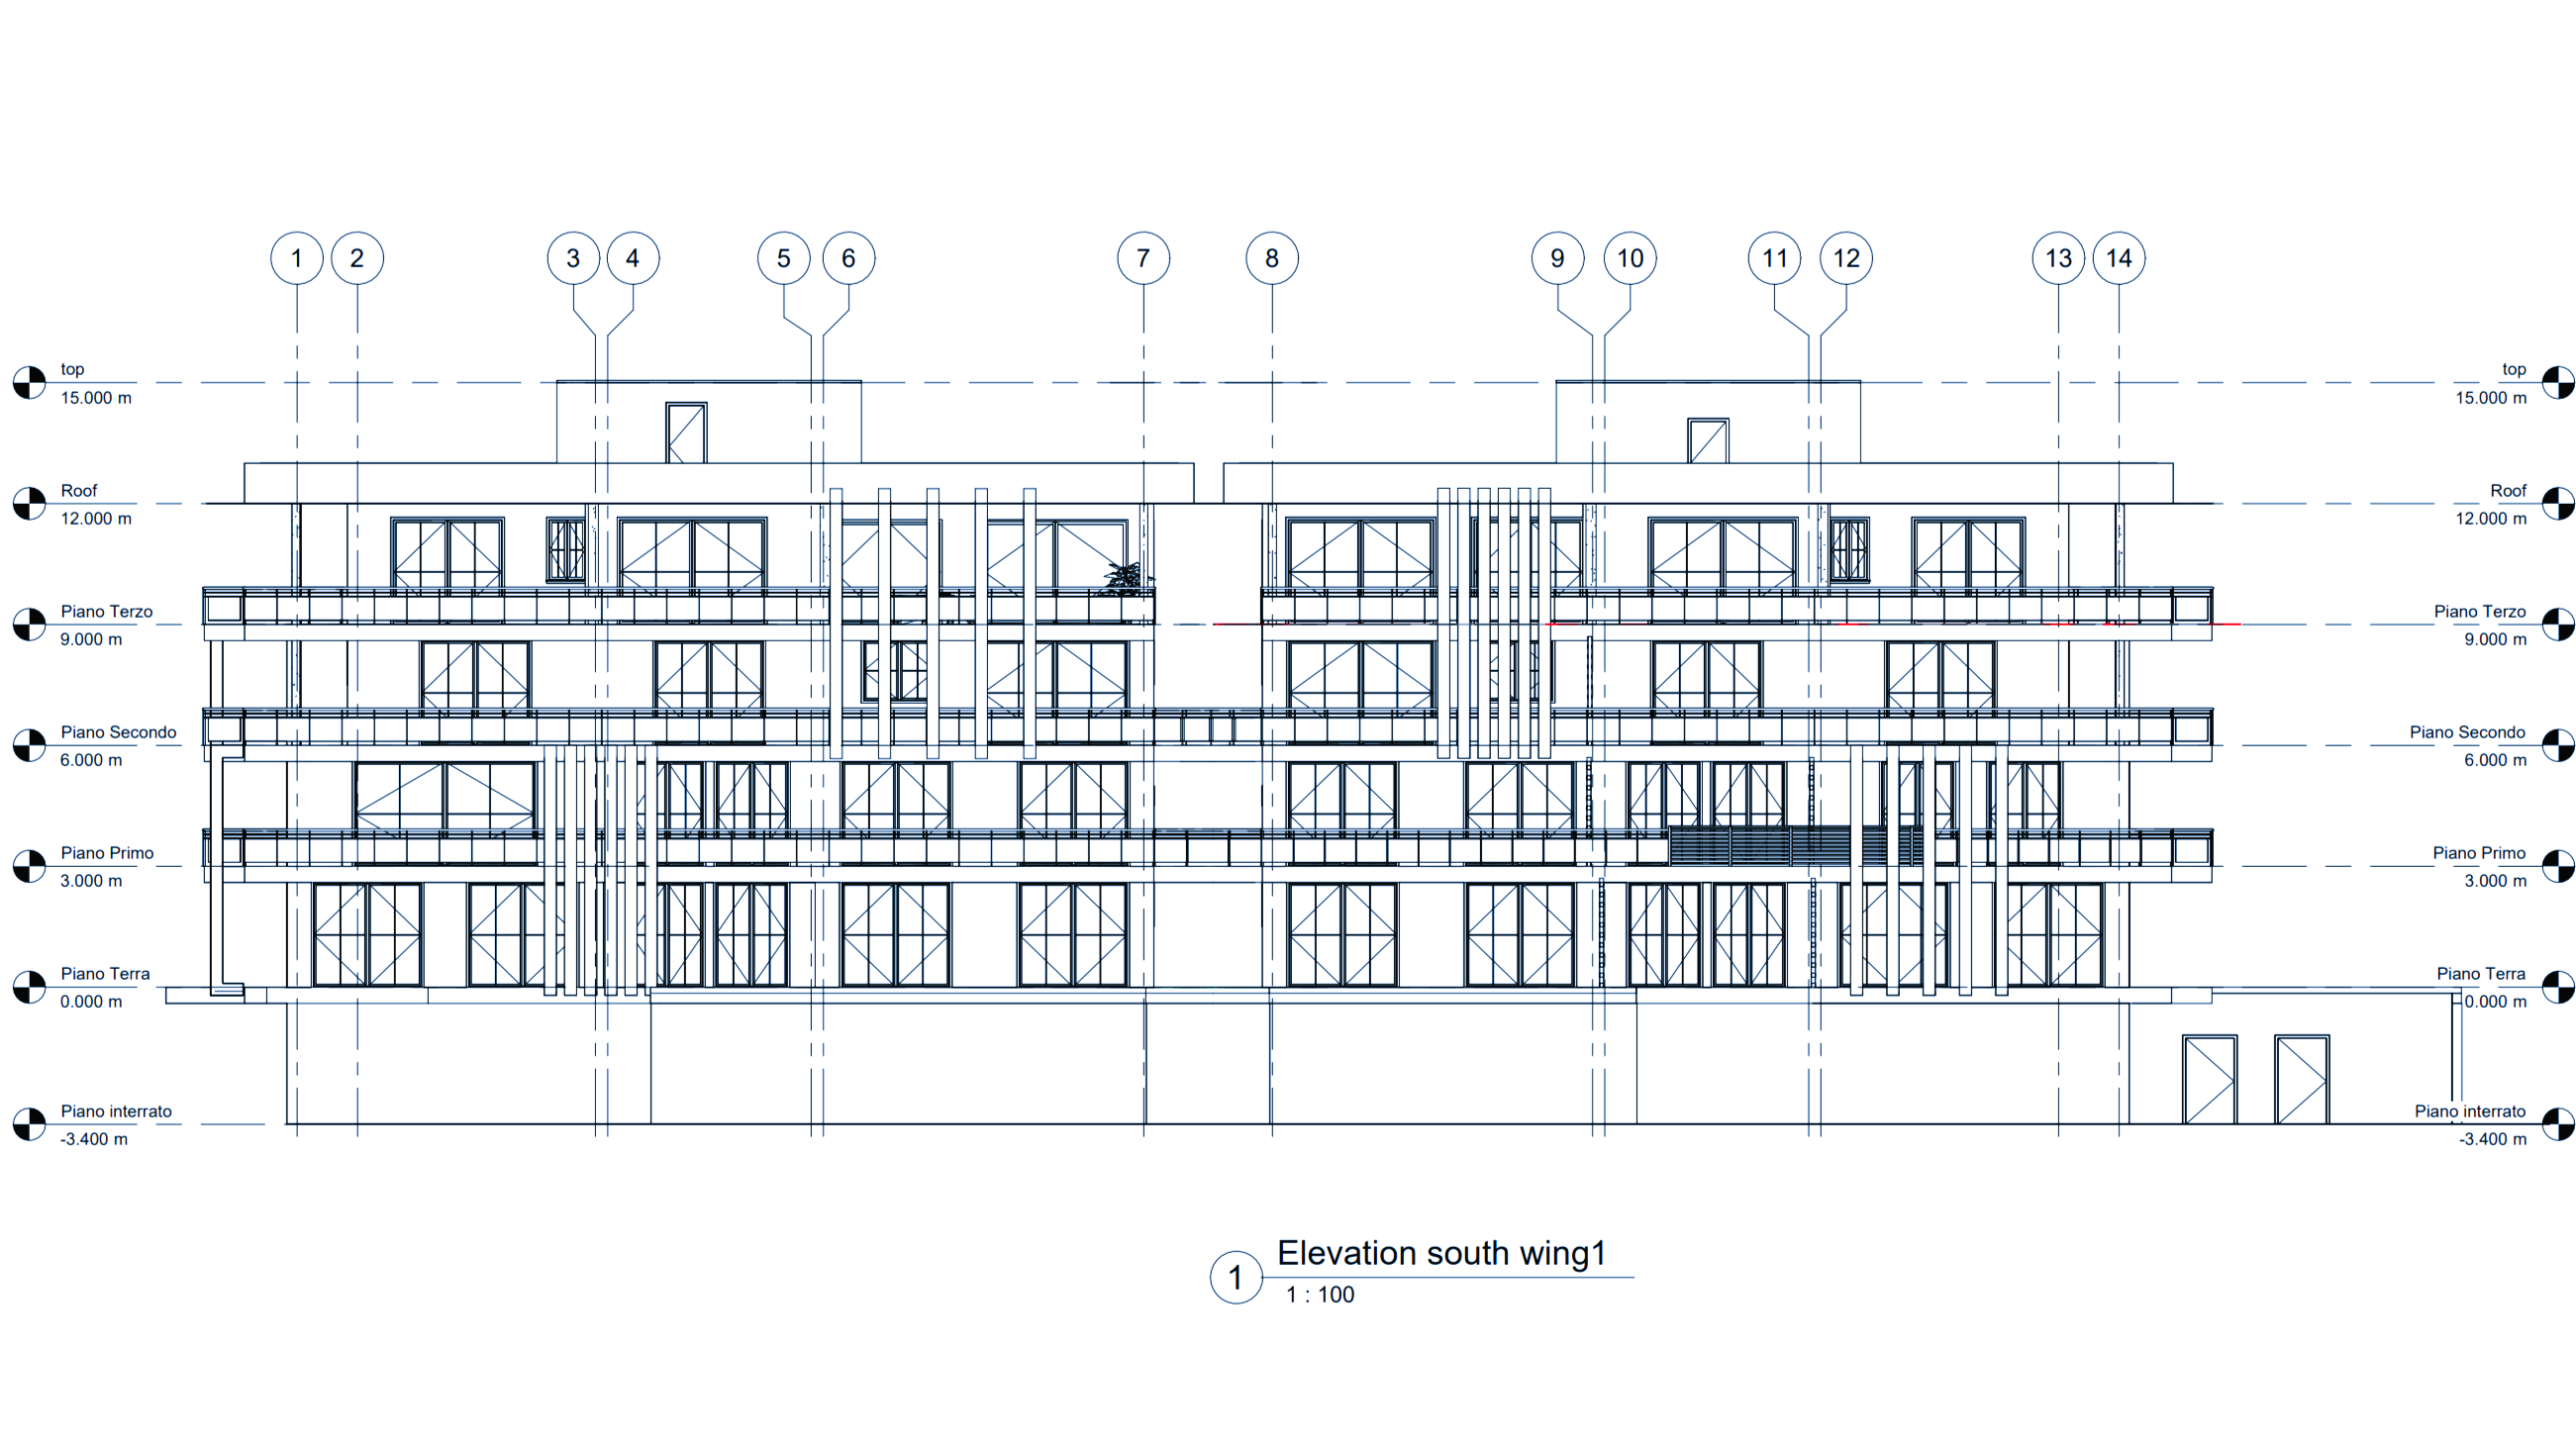 1 2 3 4 5 6 7 8 9 10 11 12 13 14
top
15.000 m
top
15.000 m
Roof
12.000 m
Roof
12.000 m
Piano Terzo
9.000 m
Piano Terzo
9.000 m
Piano Secondo
6.000 m
Piano Secondo
6.000 m
Piano Primo
3.000 m
Piano Primo
3.000 m
Piano Terra
0.000 m
Piano Terra
0.000 m
Piano interrato
-3.400 m
Piano interrato
-3.400 m
1
Elevation south wing1
1 : 100